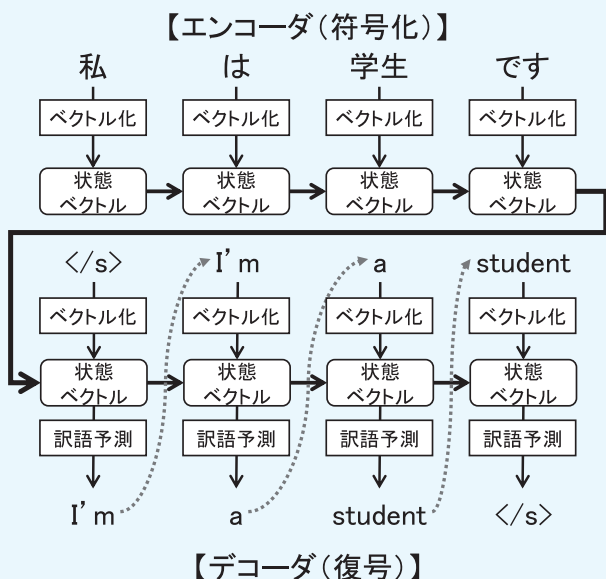 【エンコーダ(符号化)】
私 は 学生 です
ベクトル化 ベクトル化 ベクトル化 ベクトル化
状態 状態 状態 状態
ベクトル ベクトル ベクトル ベクトル
</s> I'm a student
ベクトル化 ベクトル化 ベクトル化 ベクトル化
状態 状態 状態 状態
ベクトル ベクトル ベクトル ベクトル
訳語予測 訳語予測 訳語予測 訳語予測
I'm a student </s>
【デコーダ(復号)】